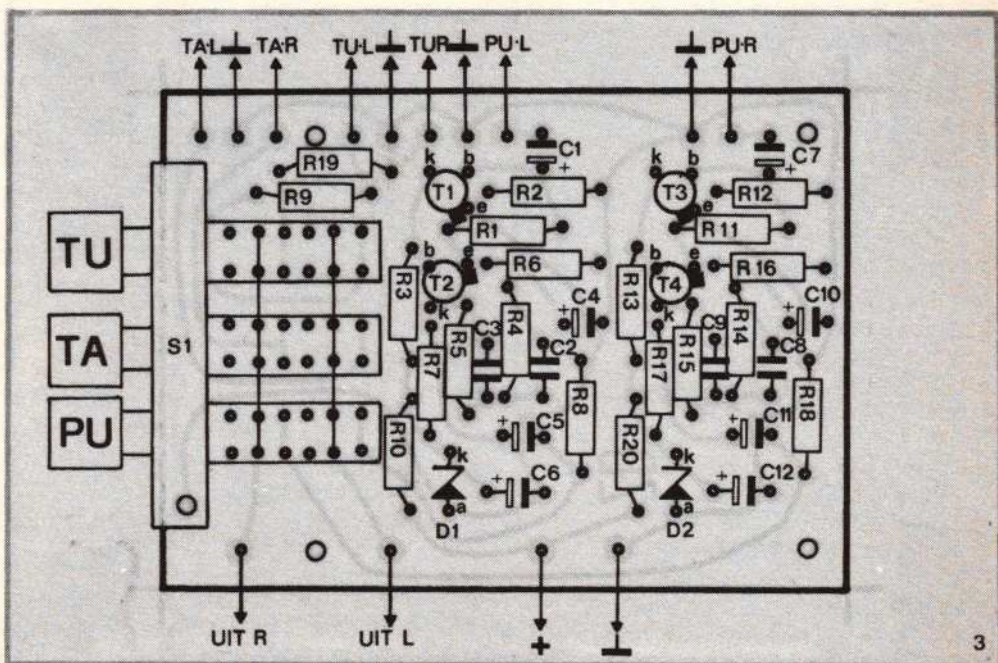 TA·L TA·R TU·L TUR PU·L PU·R
k b C1 k b C7
R19 T1 + T3 +
R9 R2 R12
e e
TU R1 R11
b e R6 b e R16
R3 T2 R13 T4
k C4 k C10
+ +
TA S1 R7 R5 C3 R4 C2 R17 R15 C9 R14 C8
PU R10 C5 R8 R20 C11 R18
+ +
k C6 k C12
+ +
a a
D1 D2
UIT R UIT L +
3